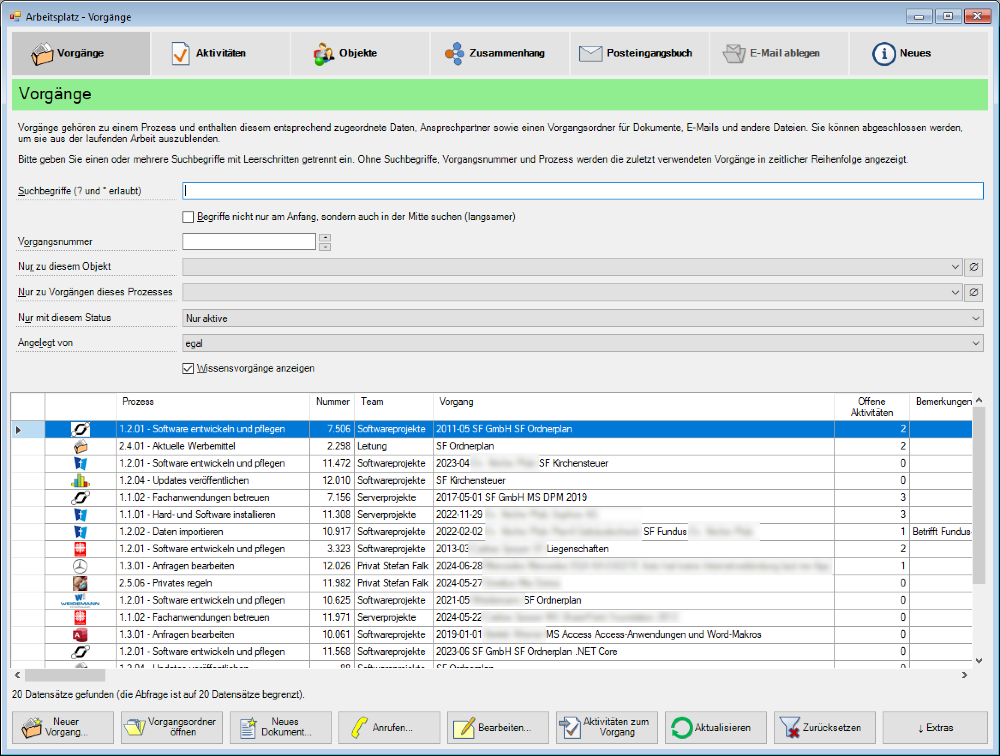 Arbeitsplatz - Vorgänge
Vorgänge
Aktivitäten
Objekte
Zusammenhang
Posteingangsbuch
E-Mail ablegen
Neues
Vorgänge
Vorgänge gehören zu einem Prozess und enthalten diesem entsprechend zugeordnete Daten, Ansprechpartner sowie einen Vorgangsordner für Dokumente, E-Mails und andere Dateien. Sie können abgeschlossen werden,
um sie aus der laufenden Arbeit auszublenden.
Bitte geben Sie einen oder mehrere Suchbegriffe mit Leerschritten getrennt ein. Ohne Suchbegriffe, Vorgangsnummer und Prozess werden die zuletzt verwendeten Vorgänge in zeitlicher Reihenfolge angezeigt.
Suchbegriffe (? und * erlaubt)
Begriffe nicht nur am Anfang, sondern auch in der Mitte suchen (langsamer)
Vorgangsnummer
Nur zu diesem Objekt
Nur zu Vorgängen dieses Prozesses
Nur mit diesem Status Nur aktive
Angelegt von egal
Wissensvorgänge anzeigen
Prozess Nummer Team Vorgang Offene Aktivitäten Bemerkungen
1.2.01 - Software entwickeln und pflegen 7.506 Softwareprojekte 2011-05 SF GmbH SF Ordnerplan 2
2.4.01 - Aktuelle Werbemittel 2.298 Leitung SF Ordnerplan 2
1.2.01 - Software entwickeln und pflegen 11.472 Softwareprojekte 2023-04 SF Kirchensteuer 0
1.2.04 - Updates veröffentlichen 12.010 Softwareprojekte SF Kirchensteuer 0
1.1.02 - Fachanwendungen betreuen 7.156 Serverprojekte 2017-05-01 SF GmbH MS DPM 2019 3
1.1.01 - Hard- und Software installieren 11.308 Serverprojekte 2022-11-29 3
1.2.02 - Daten importieren 10.917 Softwareprojekte 2022-02-02 SF Fundus 1 Betrifft Fundus-
1.2.01 - Software entwickeln und pflegen 3.323 Softwareprojekte 2013-03 Liegenschaften 2
1.3.01 - Anfragen bearbeiten 12.026 Privat Stefan Falk 2024-06-28 1
2.5.06 - Privates regeln 11.982 Privat Stefan Falk 2024-05-27 0
WEIDEMANN 1.2.01 - Software entwickeln und pflegen 10.625 Softwareprojekte 2021-05 SF Ordnerplan 0
1.1.02 - Fachanwendungen betreuen 11.971 Serverprojekte 2024-05-22 0
1.3.01 - Anfragen bearbeiten 10.061 Softwareprojekte 2019-01-01 MS Access Access-Anwendungen und Word-Makros 0
1.2.01 - Software entwickeln und pflegen 11.568 Softwareprojekte 2023-06 SF GmbH SF Ordnerplan .NET Core 0
1.2.04 - Updates veröffentlichen 88 Softwareprojekte SF Ordnerplan 0
20 Datensätze gefunden (die Abfrage ist auf 20 Datensätze begrenzt).
Neuer Vorgang...
Vorgangsordner öffnen
Neues Dokument...
Anrufen...
Bearbeiten...
Aktivitäten zum Vorgang
Aktualisieren
Zurücksetzen
↓ Extras